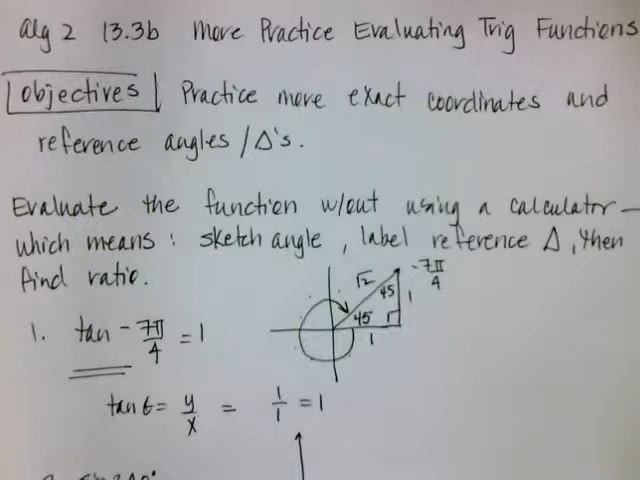 alg 2 13.3b More Practice Evaluating Trig Functions
Objectives Practice more exact coordinates and
reference angles/Δ's.
Evaluate the function w/out using a calculator—
which means: sketch angle, label reference Δ, then
find ratio.
1. tan -7π/4 = 1
√2 45 1 45 1 -7π/4
tan θ = y/x = 1/1 = 1